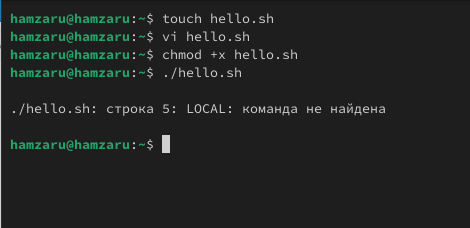 hamzaru@hamzaru:~$ touch hello.sh
hamzaru@hamzaru:~$ vi hello.sh
hamzaru@hamzaru:~$ chmod +x hello.sh
hamzaru@hamzaru:~$ ./hello.sh
./hello.sh: строка 5: LOCAL: команда не найдена
hamzaru@hamzaru:~$